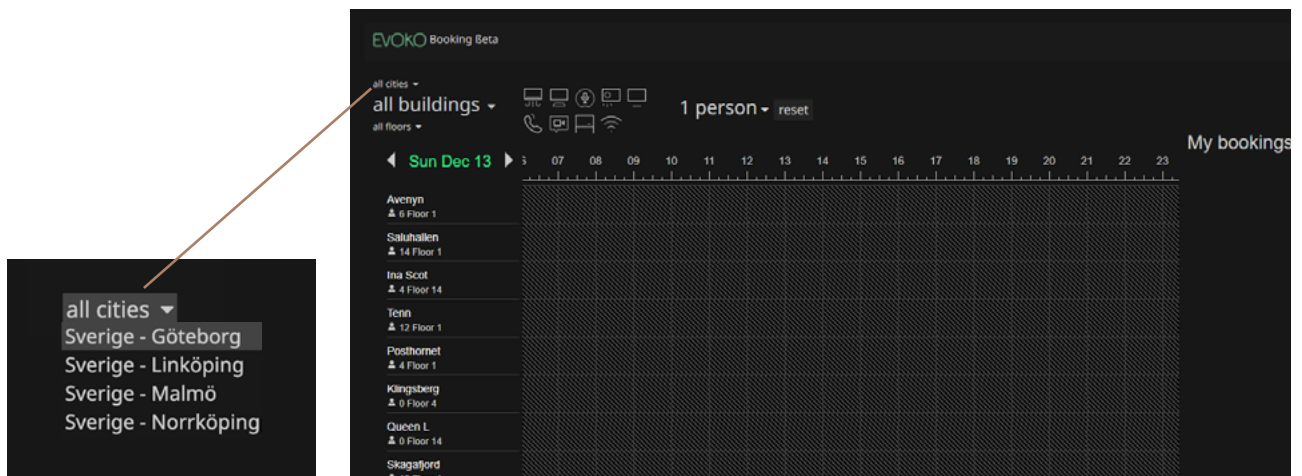 EVOKO Booking Beta
all cities
all buildings
all floors
1 person
reset
My bookings
Sun Dec 13
07 08 09 10 11 12 13 14 15 16 17 18 19 20 21 22 23
Avenyn
6 Floor 1
Saluhallen
14 Floor 1
Ina Scot
4 Floor 14
Tenn
12 Floor 1
Posthornet
4 Floor 1
Klingsberg
0 Floor 4
Queen L
0 Floor 14
Skagafjord
all cities
Sverige - Göteborg
Sverige - Linköping
Sverige - Malmö
Sverige - Norrköping